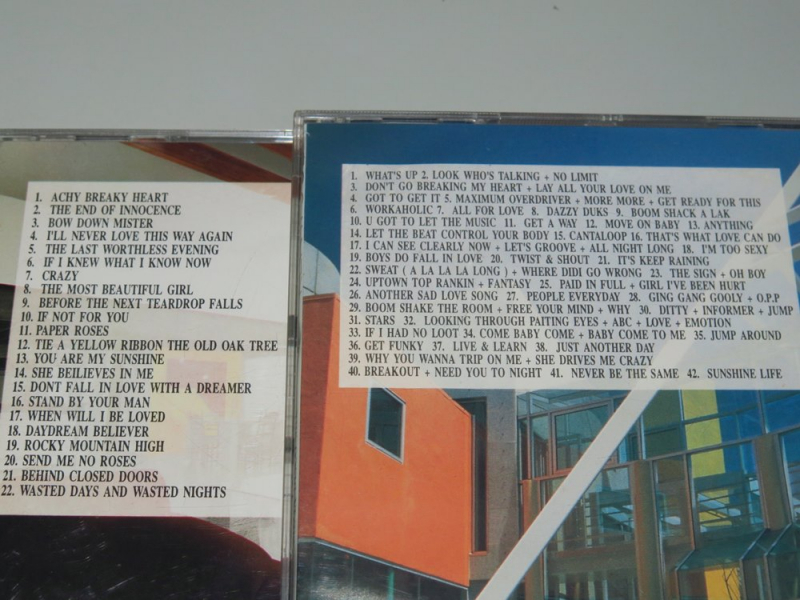 1. ACHY BREAKY HEART
2. THE END OF INNOCENCE
3. BOW DOWN MISTER
4. I'LL NEVER LOVE THIS WAY AGAIN
5. THE LAST WORTHLESS EVENING
6. IF I KNEW WHAT I KNOW NOW
7. CRAZY
8. THE MOST BEAUTIFUL GIRL
9. BEFORE THE NEXT TEARDROP FALLS
10. IF NOT FOR YOU
11. PAPER ROSES
12. TIE A YELLOW RIBBON THE OLD OAK TREE
13. YOU ARE MY SUNSHINE
14. SHE BEILIEVES IN ME
15. DONT FALL IN LOVE WITH A DREAMER
16. STAND BY YOUR MAN
17. WHEN WILL I BE LOVED
18. DAYDREAM BELIEVER
19. ROCKY MOUNTAIN HIGH
20. SEND ME NO ROSES
21. BEHIND CLOSED DOORS
22. WASTED DAYS AND WASTED NIGHTS
1. WHAT'S UP 2. LOOK WHO'S TALKING + NO LIMIT
3. DON'T GO BREAKING MY HEART + LAY ALL YOUR LOVE ON ME
4. GOT TO GET IT 5. MAXIMUM OVERDRIVER + MORE MORE + GET READY FOR THIS
6. WORKAHOLIC 7. ALL FOR LOVE 8. DAZZY DUKS 9. BOOM SHACK A LAK
10. U GOT TO LET THE MUSIC 11. GET A WAY 12. MOVE ON BABY 13. ANYTHING
14. LET THE BEAT CONTROL YOUR BODY 15. CANTALOOP 16. THAT'S WHAT LOVE CAN DO
17. I CAN SEE CLEARLY NOW + LET'S GROOVE + ALL NIGHT LONG 18. I'M TOO SEXY
19. BOYS DO FALL IN LOVE 20. TWIST & SHOUT 21. IT'S KEEP RAINING
22. SWEAT ( A LA LA LA LONG ) + WHERE DIDI GO WRONG 23. THE SIGN + OH BOY
24. UPTOWN TOP RANKIN + FANTASY 25. PAID IN FULL + GIRL I'VE BEEN HURT
26. ANOTHER SAD LOVE SONG 27. PEOPLE EVERYDAY 28. GING GANG GOOLY + O.P.P
29. BOOM SHAKE THE ROOM + FREE YOUR MIND + WHY 30. DITTY + INFORMER + JUMP
31. STARS 32. LOOKING THROUGH PAITING EYES + ABC + LOVE + EMOTION
33. IF I HAD NO LOOT 34. COME BABY COME + BABY COME TO ME 35. JUMP AROUND
36. GET FUNKY 37. LIVE & LEARN 38. JUST ANOTHER DAY
39. WHY YOU WANNA TRIP ON ME + SHE DRIVES ME CRAZY
40. BREAKOUT + NEED YOU TO NIGHT 41. NEVER BE THE SAME 42. SUNSHINE LIFE